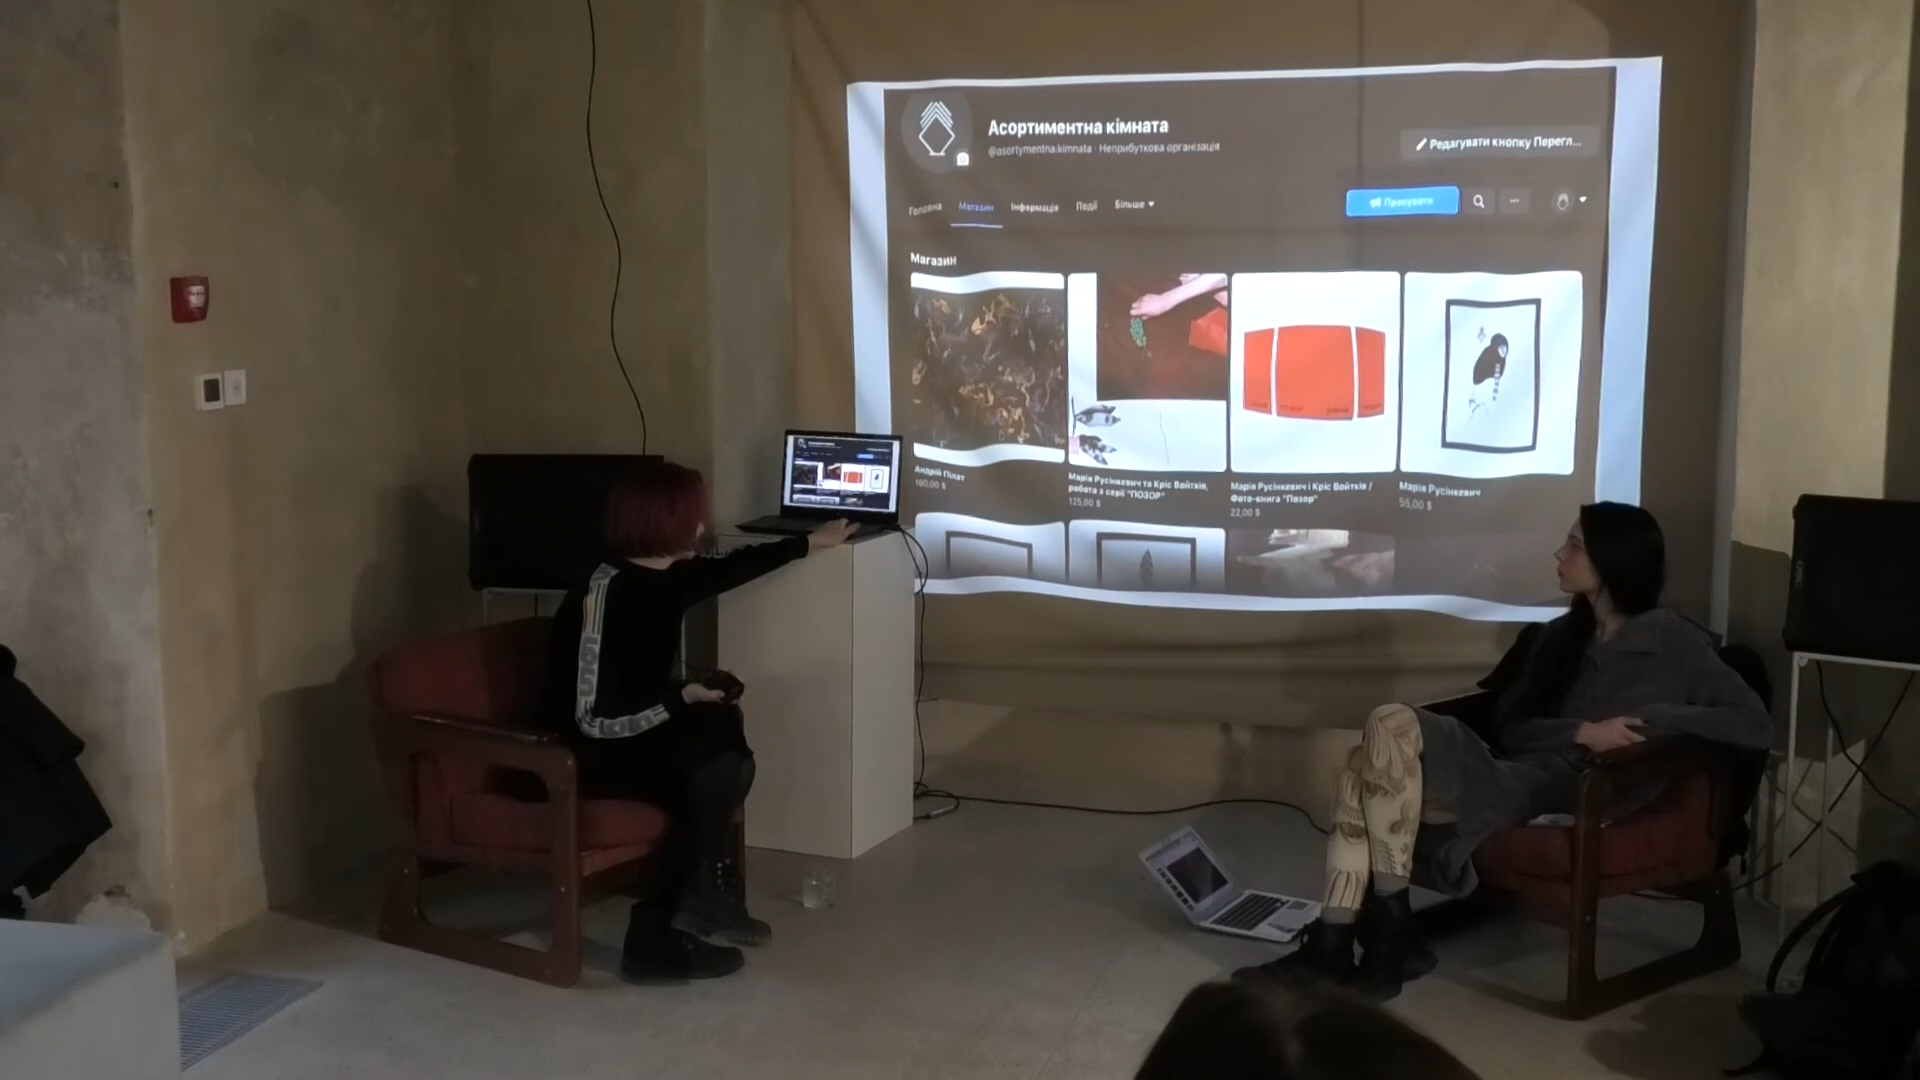 Асортиментна кімната
@asortymentna.kimnata · Неприбуткова організація
Редагувати кнопку Перегл...
Головна Магазин Інформація Події Більше
Просувати
Магазин
Андрій Пілат
160,00 $
Марія Русінкевич та Кріс Войтків,
робота з серії "ПОЗОР"
125,00 $
Марія Русінкевич і Кріс Войтків /
Фото-книга "Позор"
22,00 $
Марія Русінкевич
55,00 $